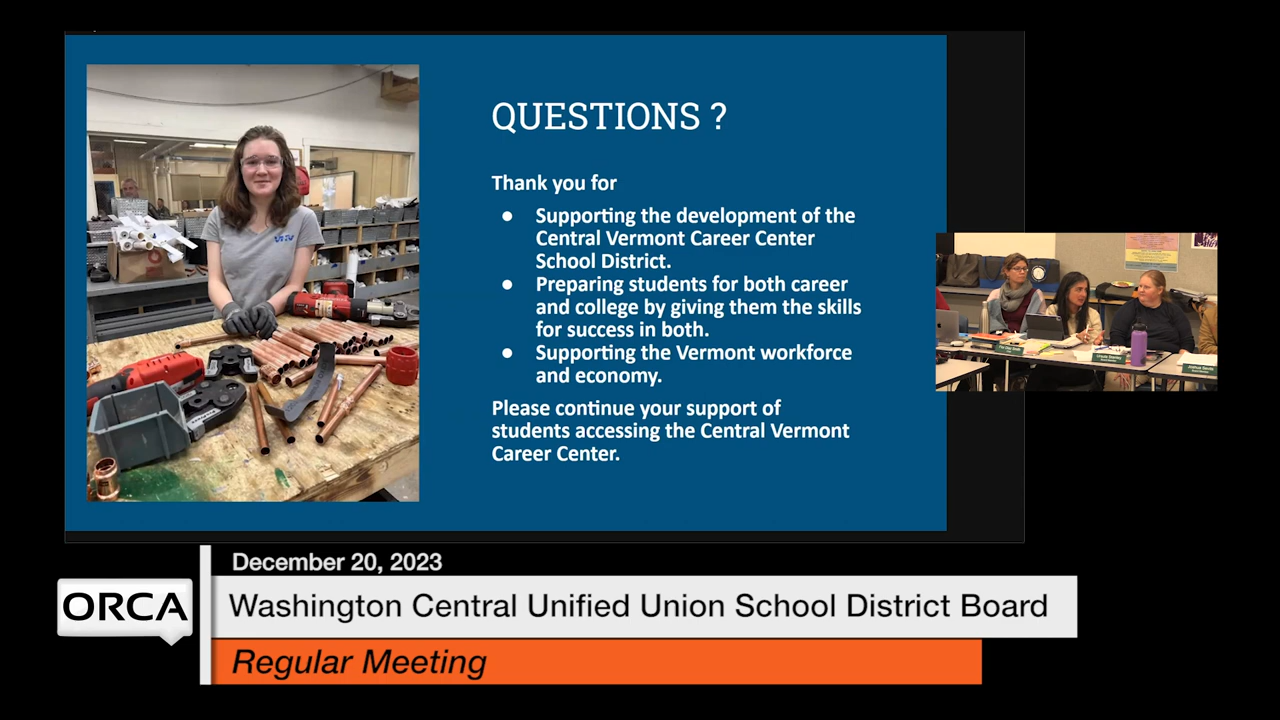 QUESTIONS ?
Thank you for
● Supporting the development of the
Central Vermont Career Center
School District.
● Preparing students for both career
and college by giving them the skills
for success in both.
● Supporting the Vermont workforce
and economy.
Please continue your support of
students accessing the Central Vermont
Career Center.
December 20, 2023
ORCA
Washington Central Unified Union School District Board
Regular Meeting